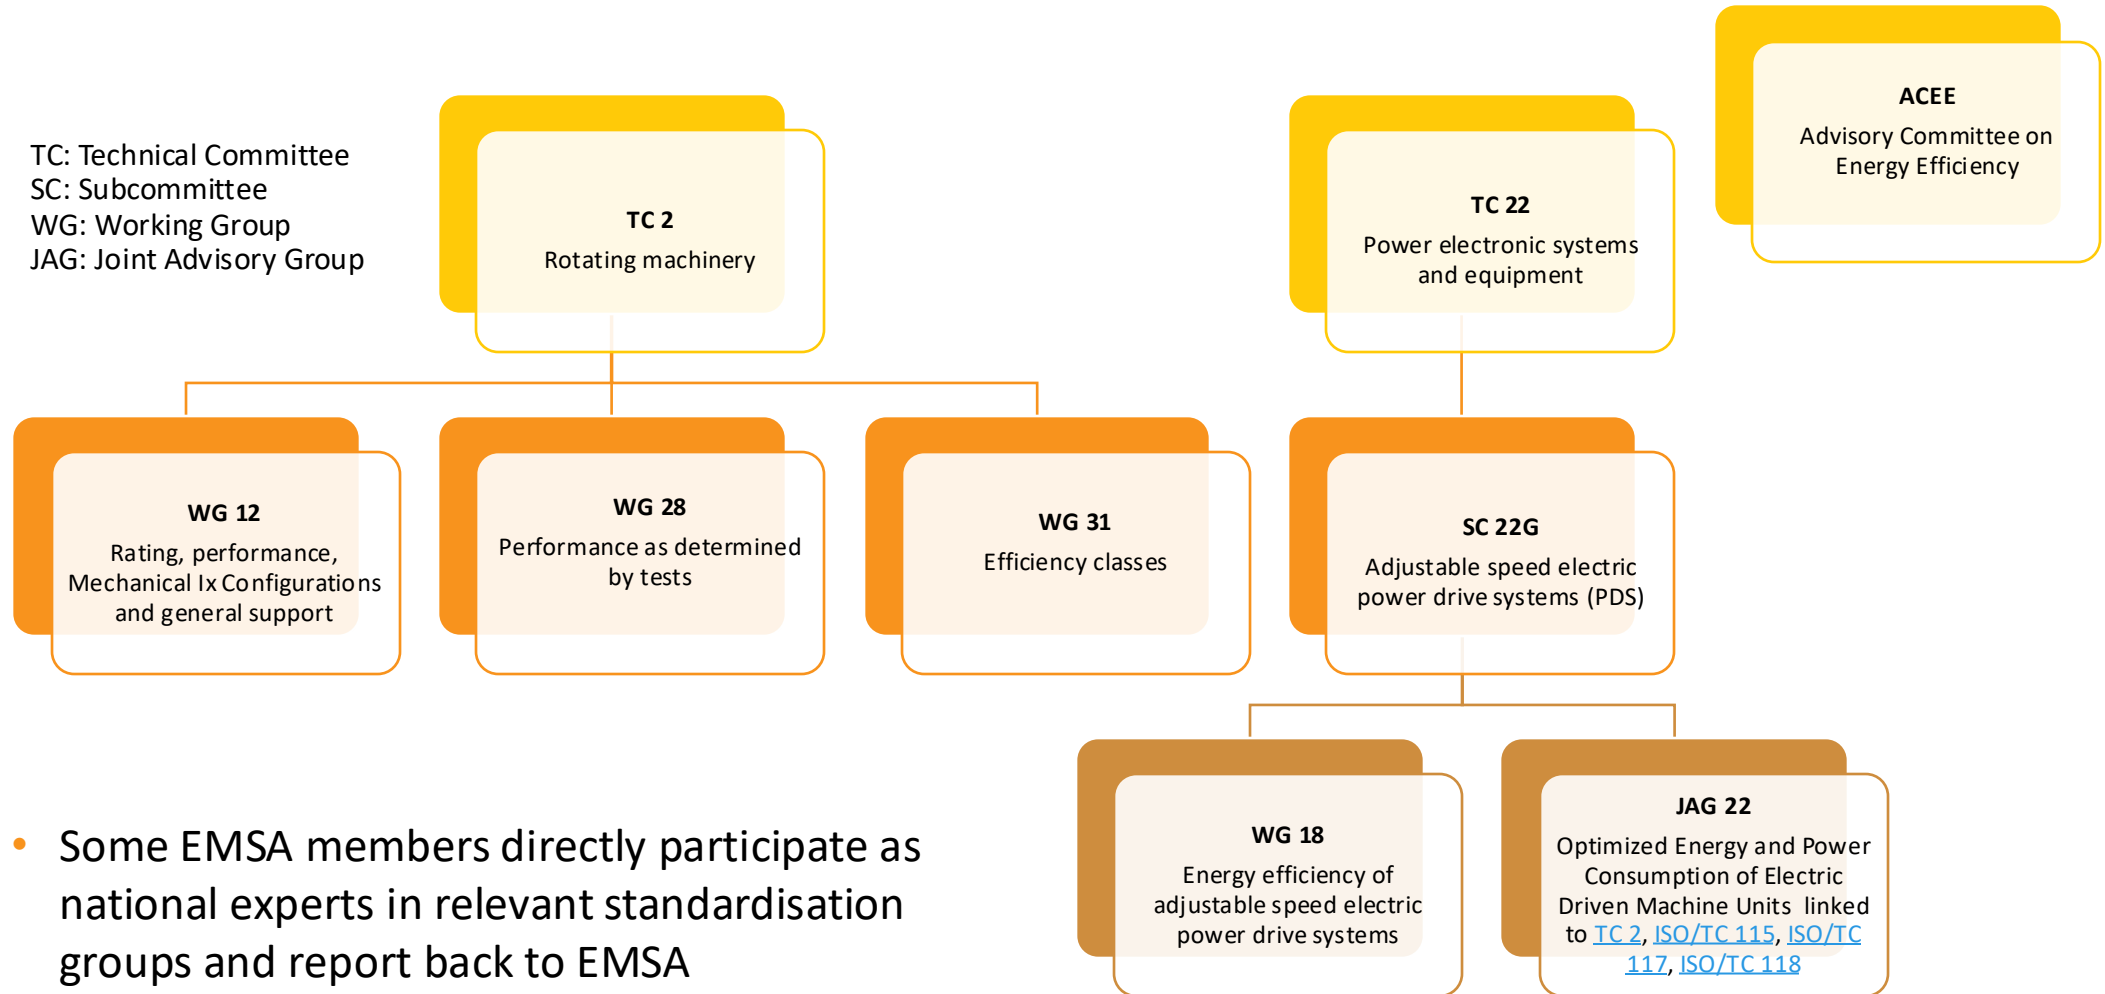 TC: Technical Committee
SC: Subcommittee
WG: Working Group
JAG: Joint Advisory Group
TC 2
Rotating machinery
TC 22
Power electronic systems
and equipment
ACEE
Advisory Committee on
Energy Efficiency
WG 12
Rating, performance,
Mechanical Ix Configurations
and general support
WG 28
Performance as determined
by tests
WG 31
Efficiency classes
SC 22G
Adjustable speed electric
power drive systems (PDS)
WG 18
Energy efficiency of
adjustable speed electric
power drive systems
JAG 22
Optimized Energy and Power
Consumption of Electric
Driven Machine Units linked
to TC 2, ISO/TC 115, ISO/TC
117, ISO/TC 118
• Some EMSA members directly participate as
national experts in relevant standardisation
groups and report back to EMSA